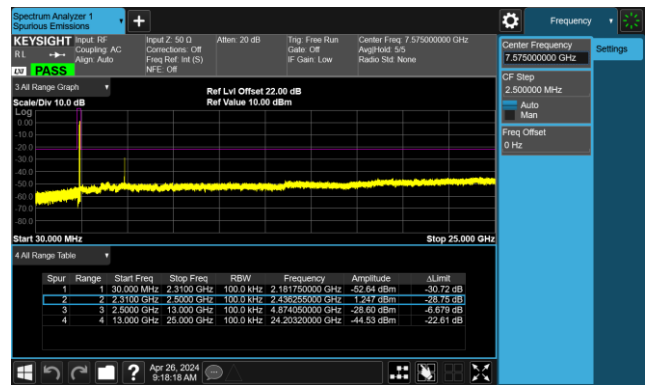 Spectrum Analyzer 1
Spurious Emissions
Frequency
KEYSIGHT Input: RF Input Z: 50 Ω Atten: 20 dB Trig: Free Run Center Freq: 7.575000000 GHz
RL Coupling: AC Corrections: Off Gate: Off Avg|Hold: 5/5
Align: Auto Freq Ref: Int (S) IF Gain: Low Radio Std: None
LXI PASS NFE: Off
Center Frequency
7.575000000 GHz
Settings
CF Step
2.500000 MHz
Auto
Man
Freq Offset
0 Hz
3 All Range Graph
Ref Lvl Offset 22.00 dB
Scale/Div 10.0 dB Ref Value 10.00 dBm
Log
0.00
-10.0
-20.0
-30.0
-40.0
-50.0
-60.0
-70.0
-80.0
Start 30.000 MHz Stop 25.000 GHz
4 All Range Table
Spur Range Start Freq Stop Freq RBW Frequency Amplitude ΔLimit
1 1 30.000 MHz 2.3100 GHz 100.0 kHz 2.181750000 GHz -52.64 dBm -30.72 dB
2 2 2.3100 GHz 2.5000 GHz 100.0 kHz 2.436255000 GHz 1.247 dBm -28.75 dB
3 3 2.5000 GHz 13.000 GHz 100.0 kHz 4.874050000 GHz -28.60 dBm -6.679 dB
4 4 13.000 GHz 25.000 GHz 100.0 kHz 24.20320000 GHz -44.53 dBm -22.61 dB
Apr 26, 2024
9:18:18 AM